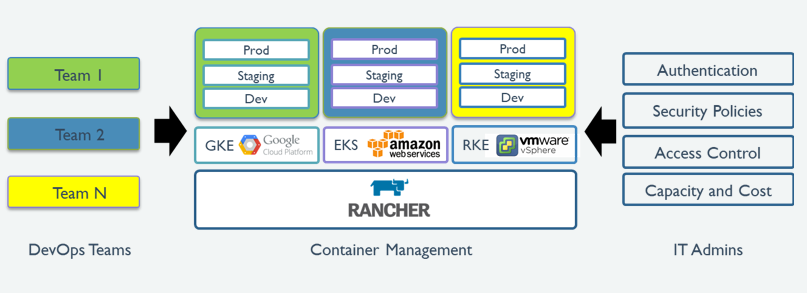 Team 1
Team 2
Team N
DevOps Teams
Prod
Staging
Dev
Prod
Staging
Dev
Prod
Staging
Dev
GKE Google
Cloud Platform
EKS amazon
webservices
RKE vmware
vSphere
RANCHER
Container Management
Authentication
Security Policies
Access Control
Capacity and Cost
IT Admins